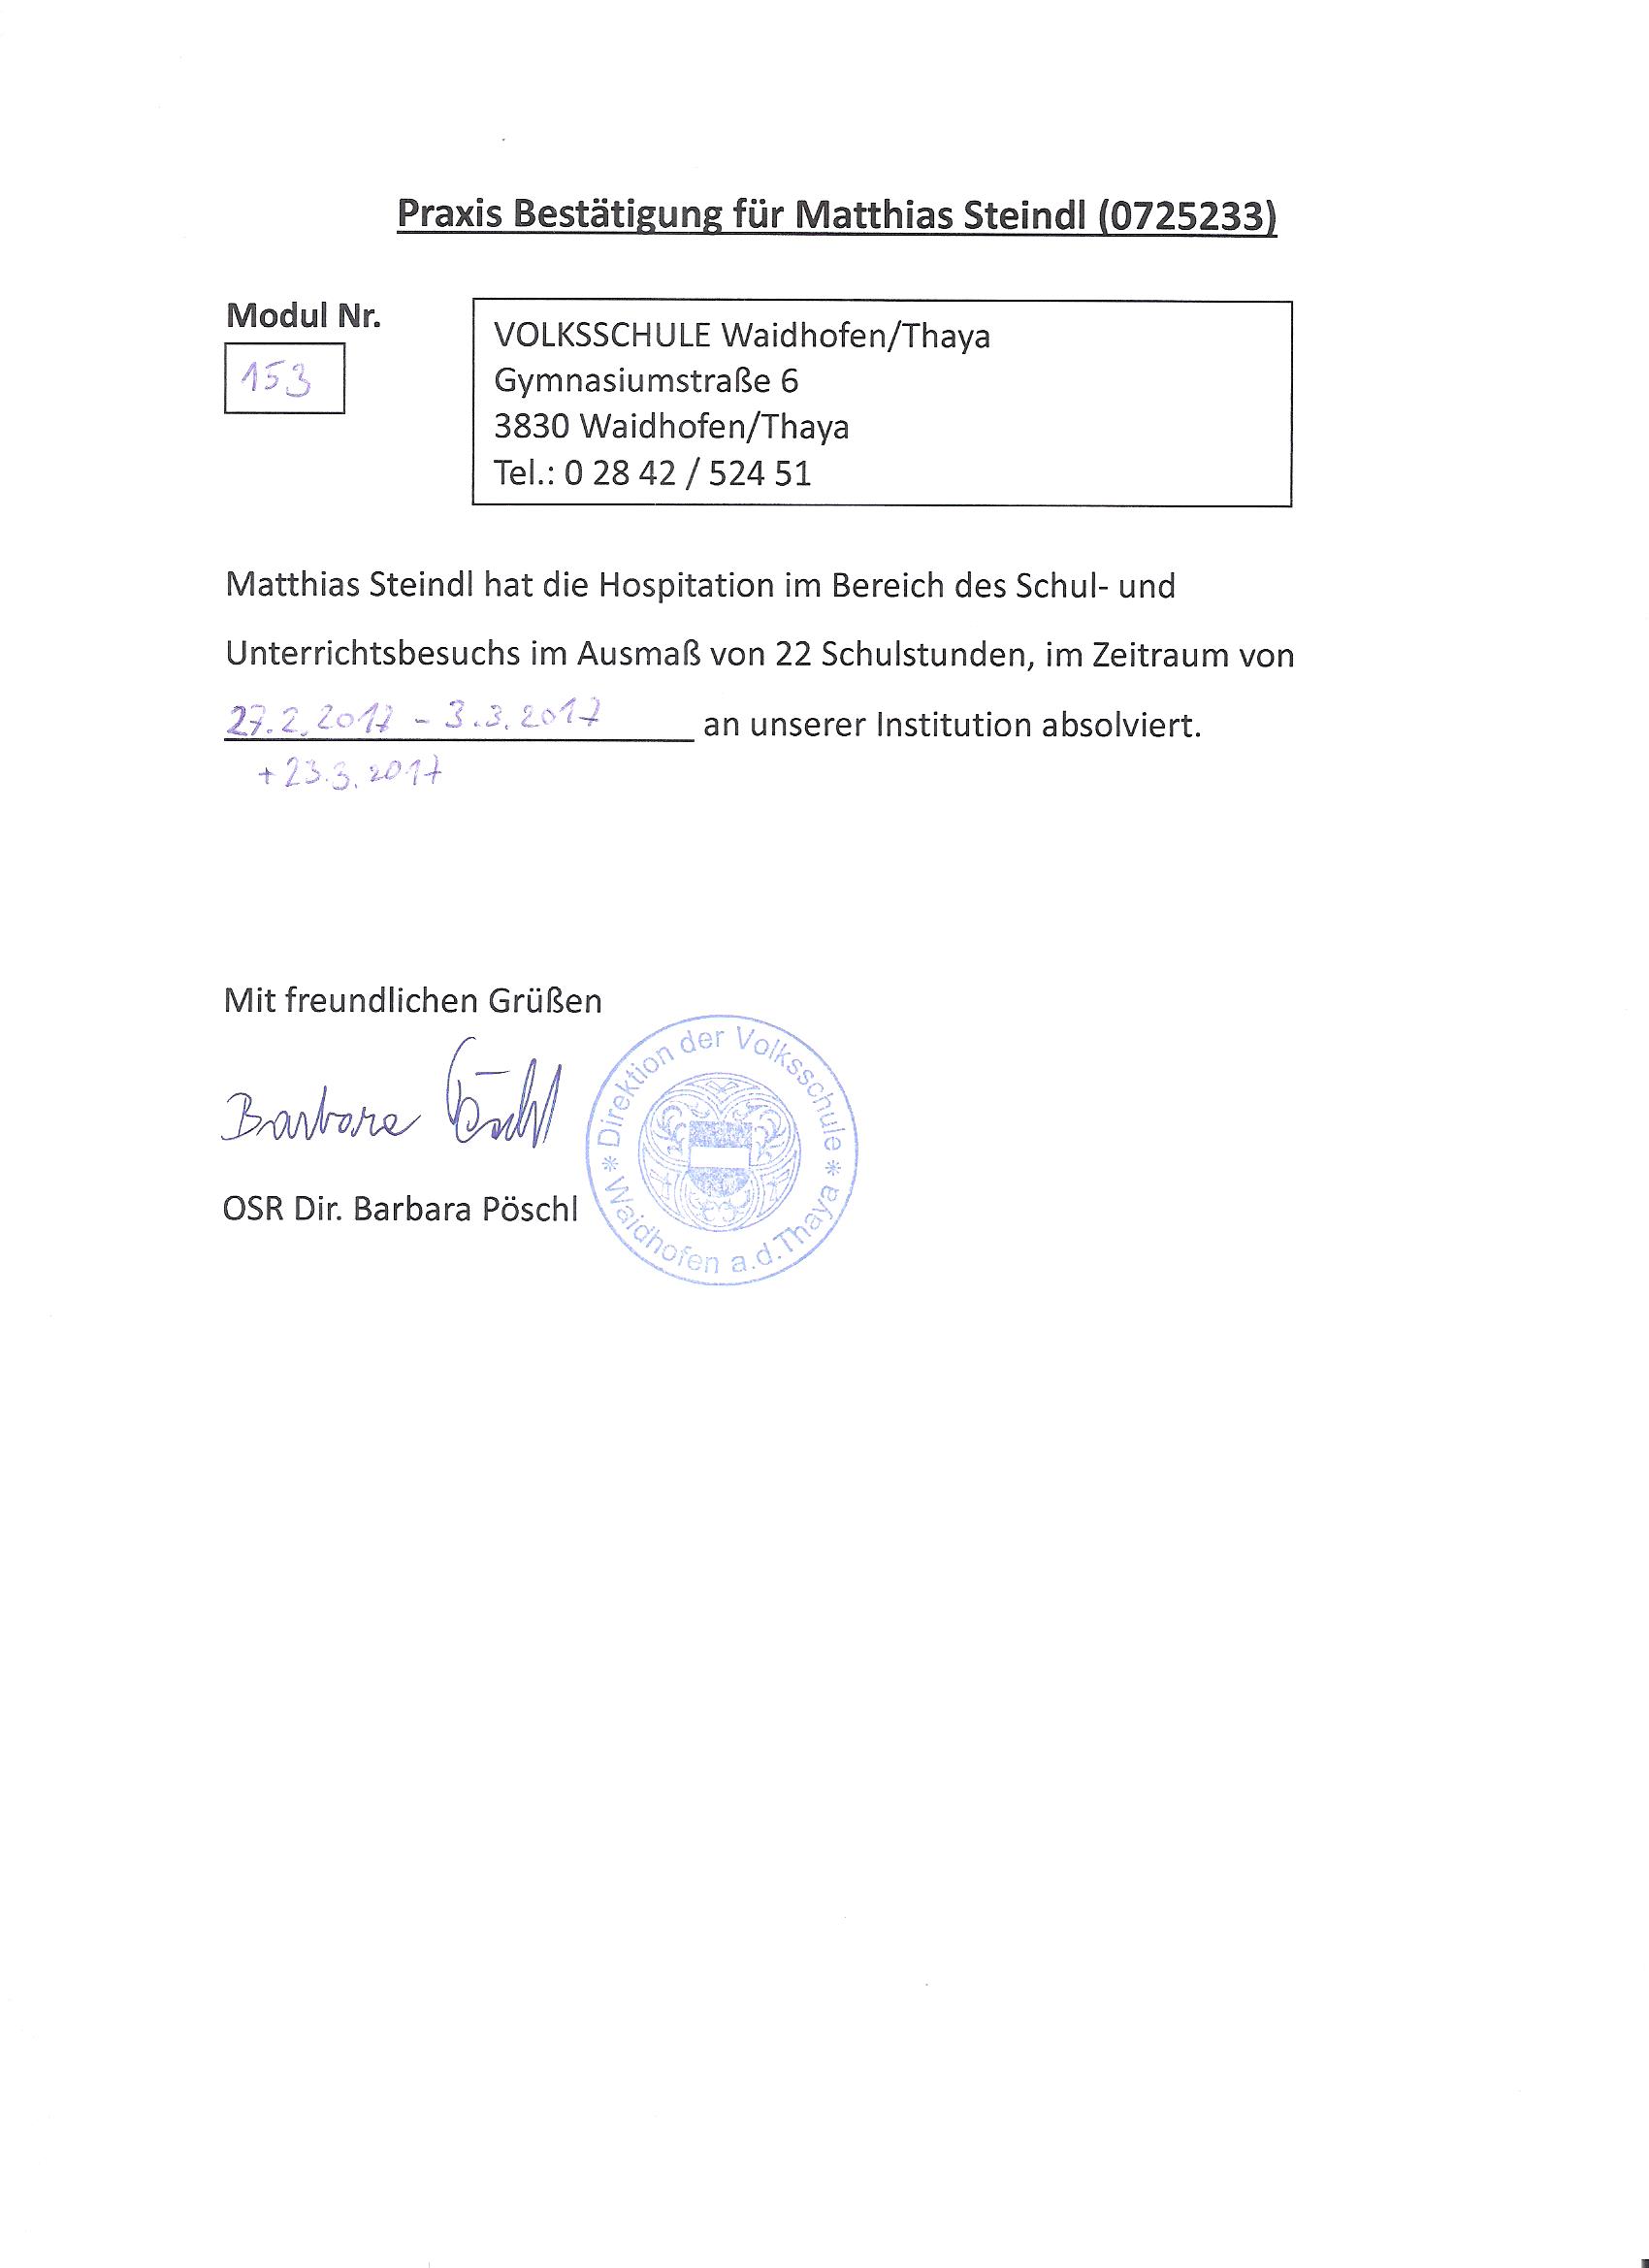 Praxis Bestätigung für Matthias Steindl (0725233)
Modul Nr.
153
VOLKSSCHULE Waidhofen/Thaya
Gymnasiumstraße 6
3830 Waidhofen/Thaya
Tel.: 0 28 42 / 524 51
Matthias Steindl hat die Hospitation im Bereich des Schul- und
Unterrichtsbesuchs im Ausmaß von 22 Schulstunden, im Zeitraum von
27.2.2017 - 3.3.2017 an unserer Institution absolviert.
+ 23.3.2017
Mit freundlichen Grüßen
Barbara Pöschl
OSR Dir. Barbara Pöschl
* Direktion der Volksschule *
Waidhofen a.d.Thaya